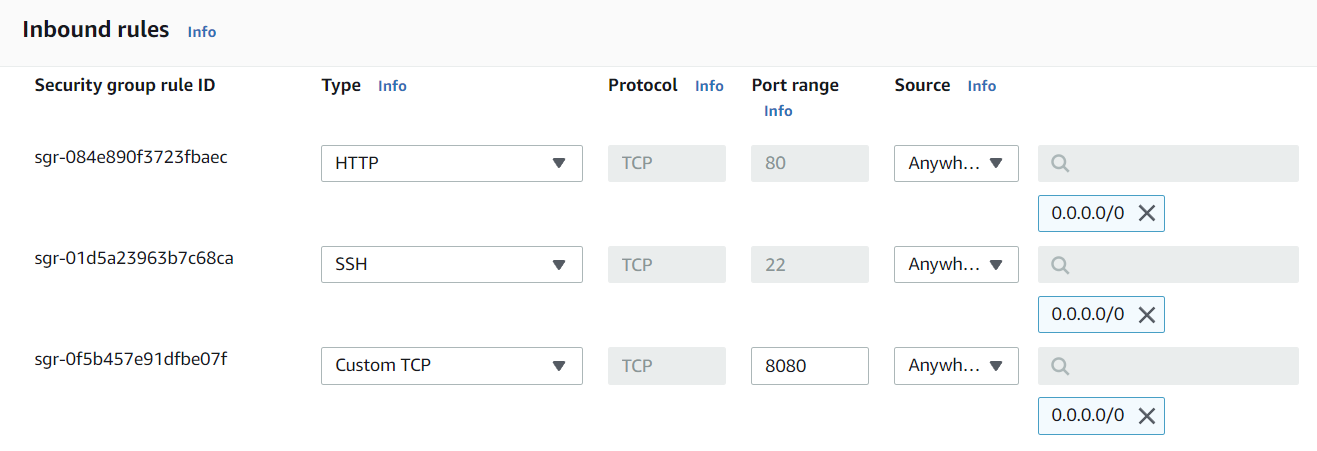 Inbound rules Info
Security group rule ID Type Info Protocol Info Port range Source Info
Info
sgr-084e890f3723fbaec HTTP TCP 80 Anywh...
0.0.0.0/0
sgr-01d5a23963b7c68ca SSH TCP 22 Anywh...
0.0.0.0/0
sgr-0f5b457e91dfbe07f Custom TCP TCP 8080 Anywh...
0.0.0.0/0